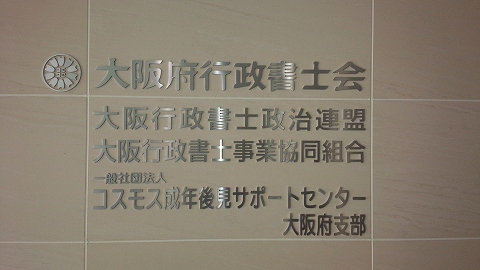 大阪府行政書士会
大阪行政書士政治連盟
大阪行政書士事業協同組合
一般社団法人
コスモス成年後見サポートセンター
大阪府支部